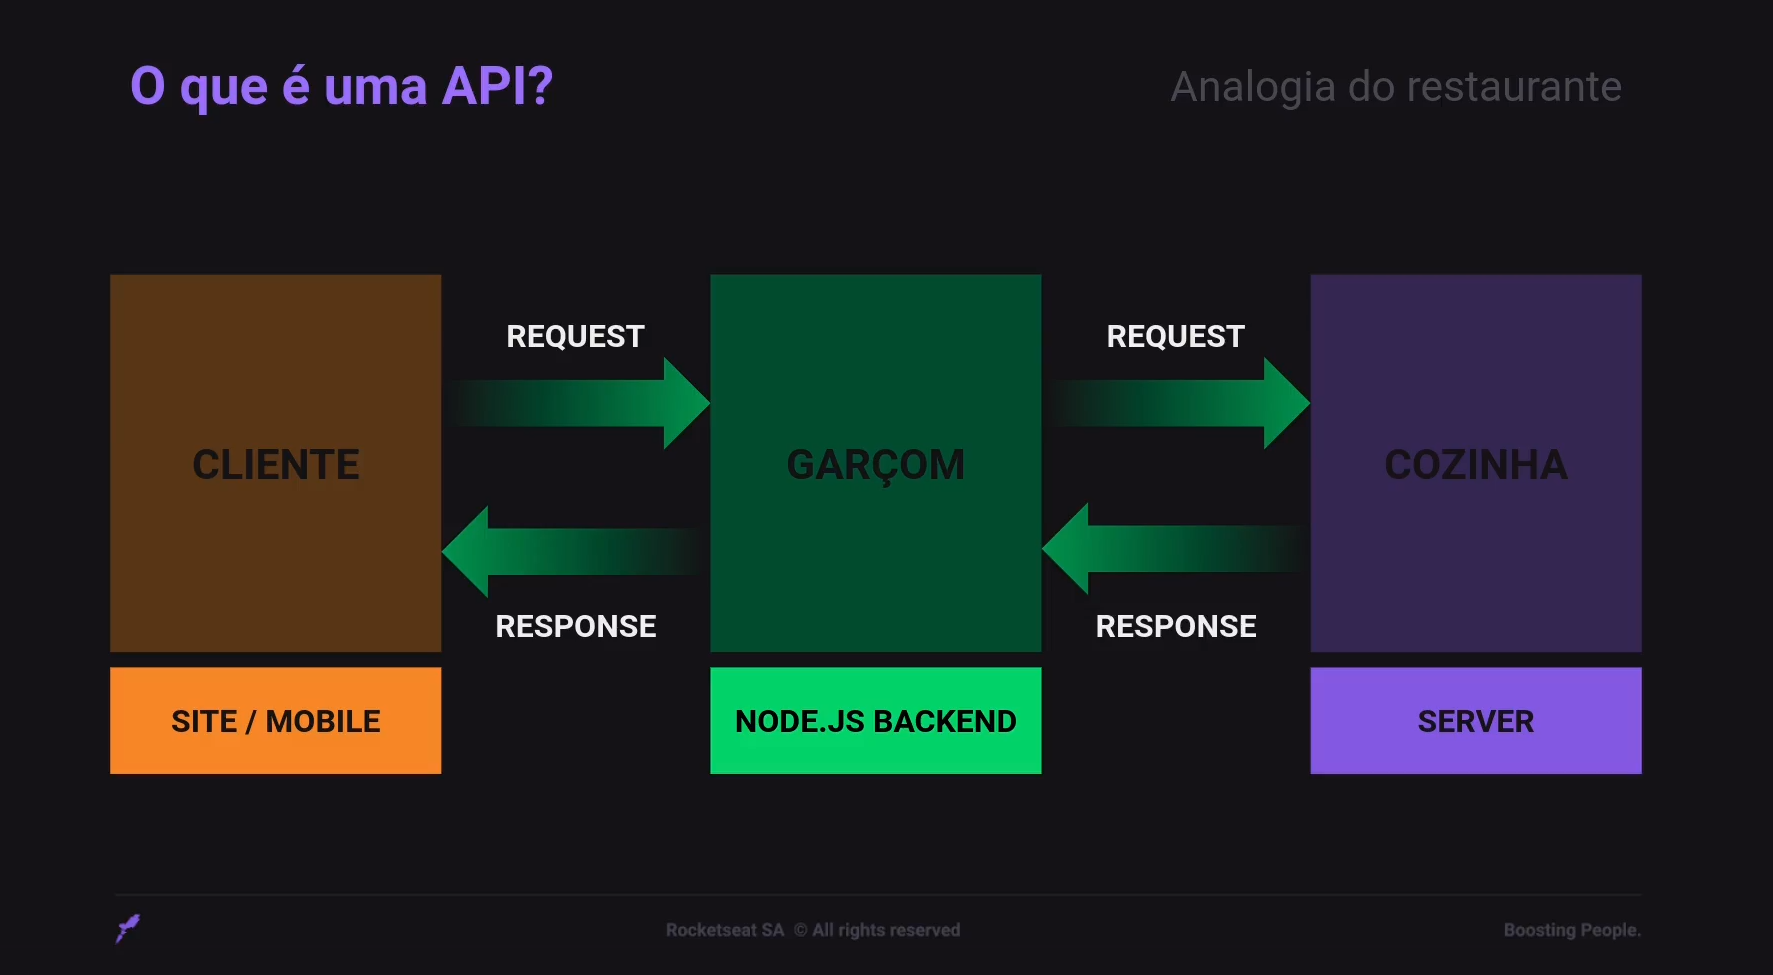 O que é uma API?
Analogia do restaurante
REQUEST
REQUEST
CLIENTE
GARÇOM
COZINHA
RESPONSE
RESPONSE
SITE / MOBILE
NODE.JS BACKEND
SERVER
Rocketseat SA © All rights reserved
Boosting People.